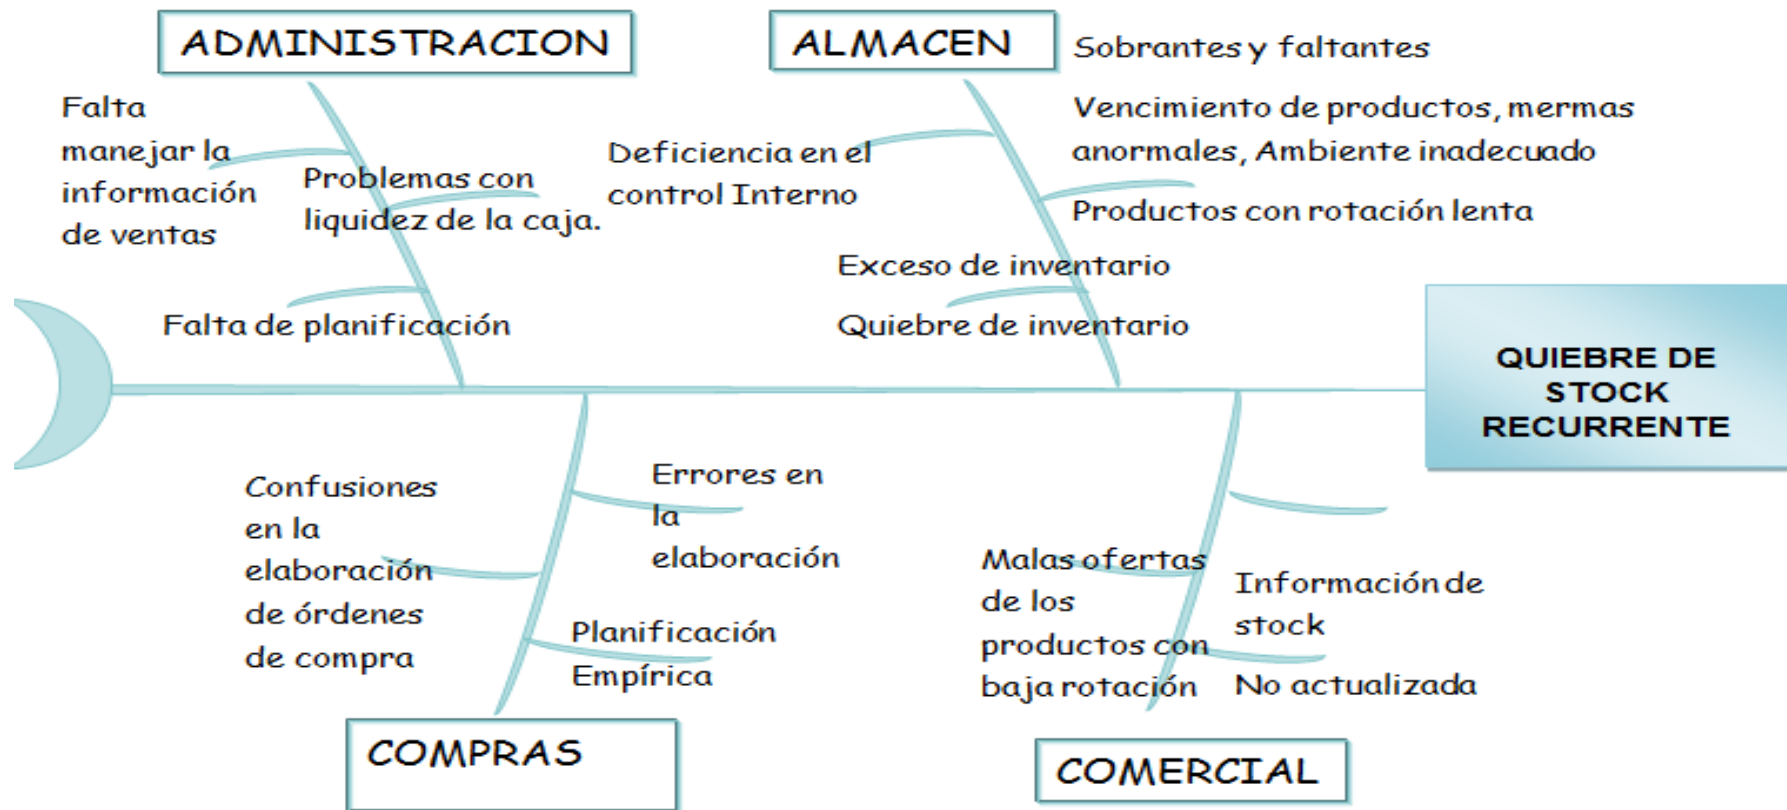 ADMINISTRACION
ALMACEN
Sobrantes y faltantes
Falta
manejar la
información
de ventas
Problemas con
liquidez de la caja.
Falta de planificación
Deficiencia en el
control Interno
Vencimiento de productos, mermas
anormales, Ambiente inadecuado
Productos con rotación lenta
Exceso de inventario
Quiebre de inventario
QUIEBRE DE
STOCK
RECURRENTE
Confusiones
en la
elaboración
de órdenes
de compra
Errores en
la
elaboración
Planificación
Empírica
Malas ofertas
de los
productos con
baja rotación
Información de
stock
No actualizada
COMPRAS
COMERCIAL